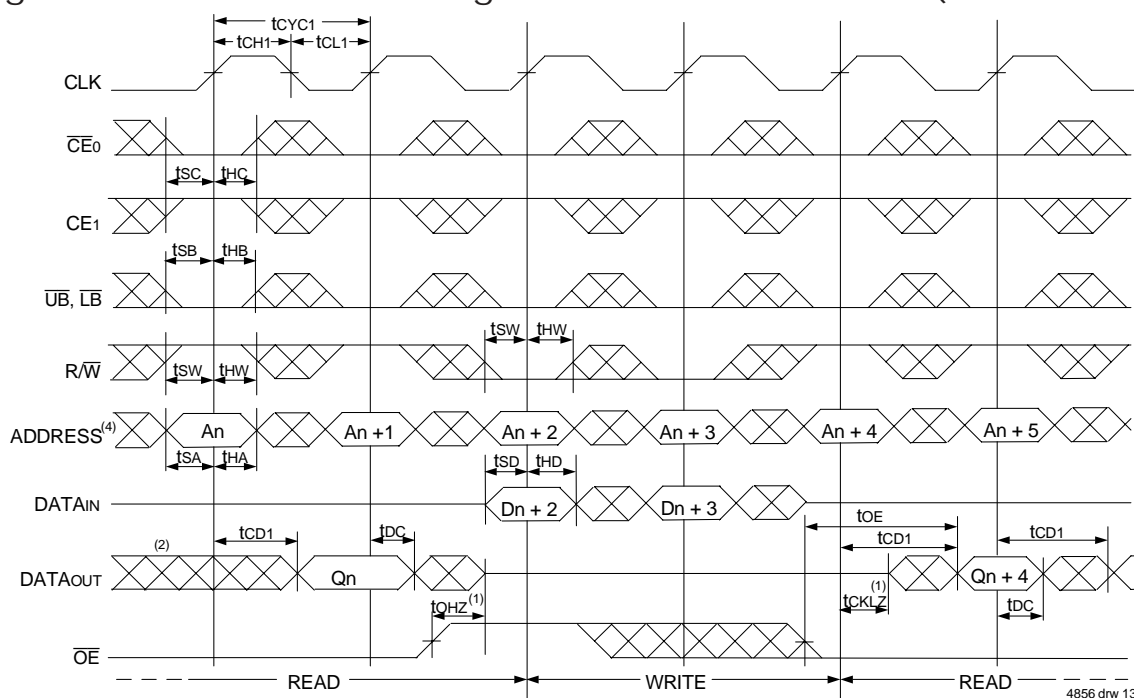 tCYC1
tCH1 tCL1
CLK
CE0
tSC tHC
CE1
tSB tHB
UB, LB
tSW tHW
R/W
tSW tHW
ADDRESS(4) An An +1 An + 2 An + 3 An + 4 An + 5
tSA tHA tSD tHD
DATAIN Dn + 2 Dn + 3
tOE
tCD1 tDC tCD1 tCD1
(2)
DATAOUT Qn Qn + 4
(1)
tOHZ(1) tCKLZ tDC
OE
READ WRITE READ